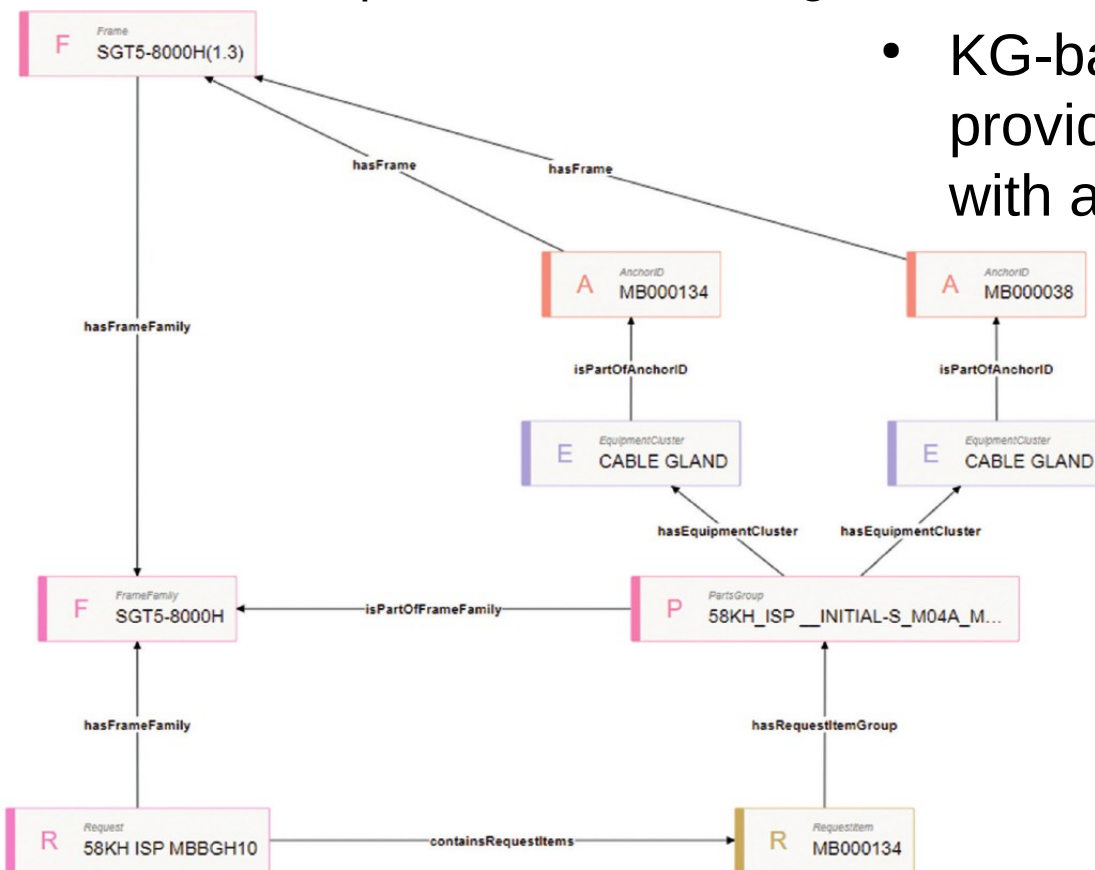 • KG-ba
provid
with a
Frame
F SGT5-8000H(1.3)
hasFrame
hasFrame
AnchorID
A MB000134
AnchorID
A MB000038
hasFrameFamily
isPartOfAnchorID
isPartOfAnchorID
EquipmentCluster
E CABLE GLAND
EquipmentCluster
E CABLE GLAND
hasEquipmentCluster
hasEquipmentCluster
FrameFamily
F SGT5-8000H
isPartOfFrameFamily
PartsGroup
P 58KH_ISP __INITIAL-S_M04A_M...
hasFrameFamily
hasRequestItemGroup
Request
R 58KH ISP MBBGH10
containsRequestItems
RequestItem
R MB000134